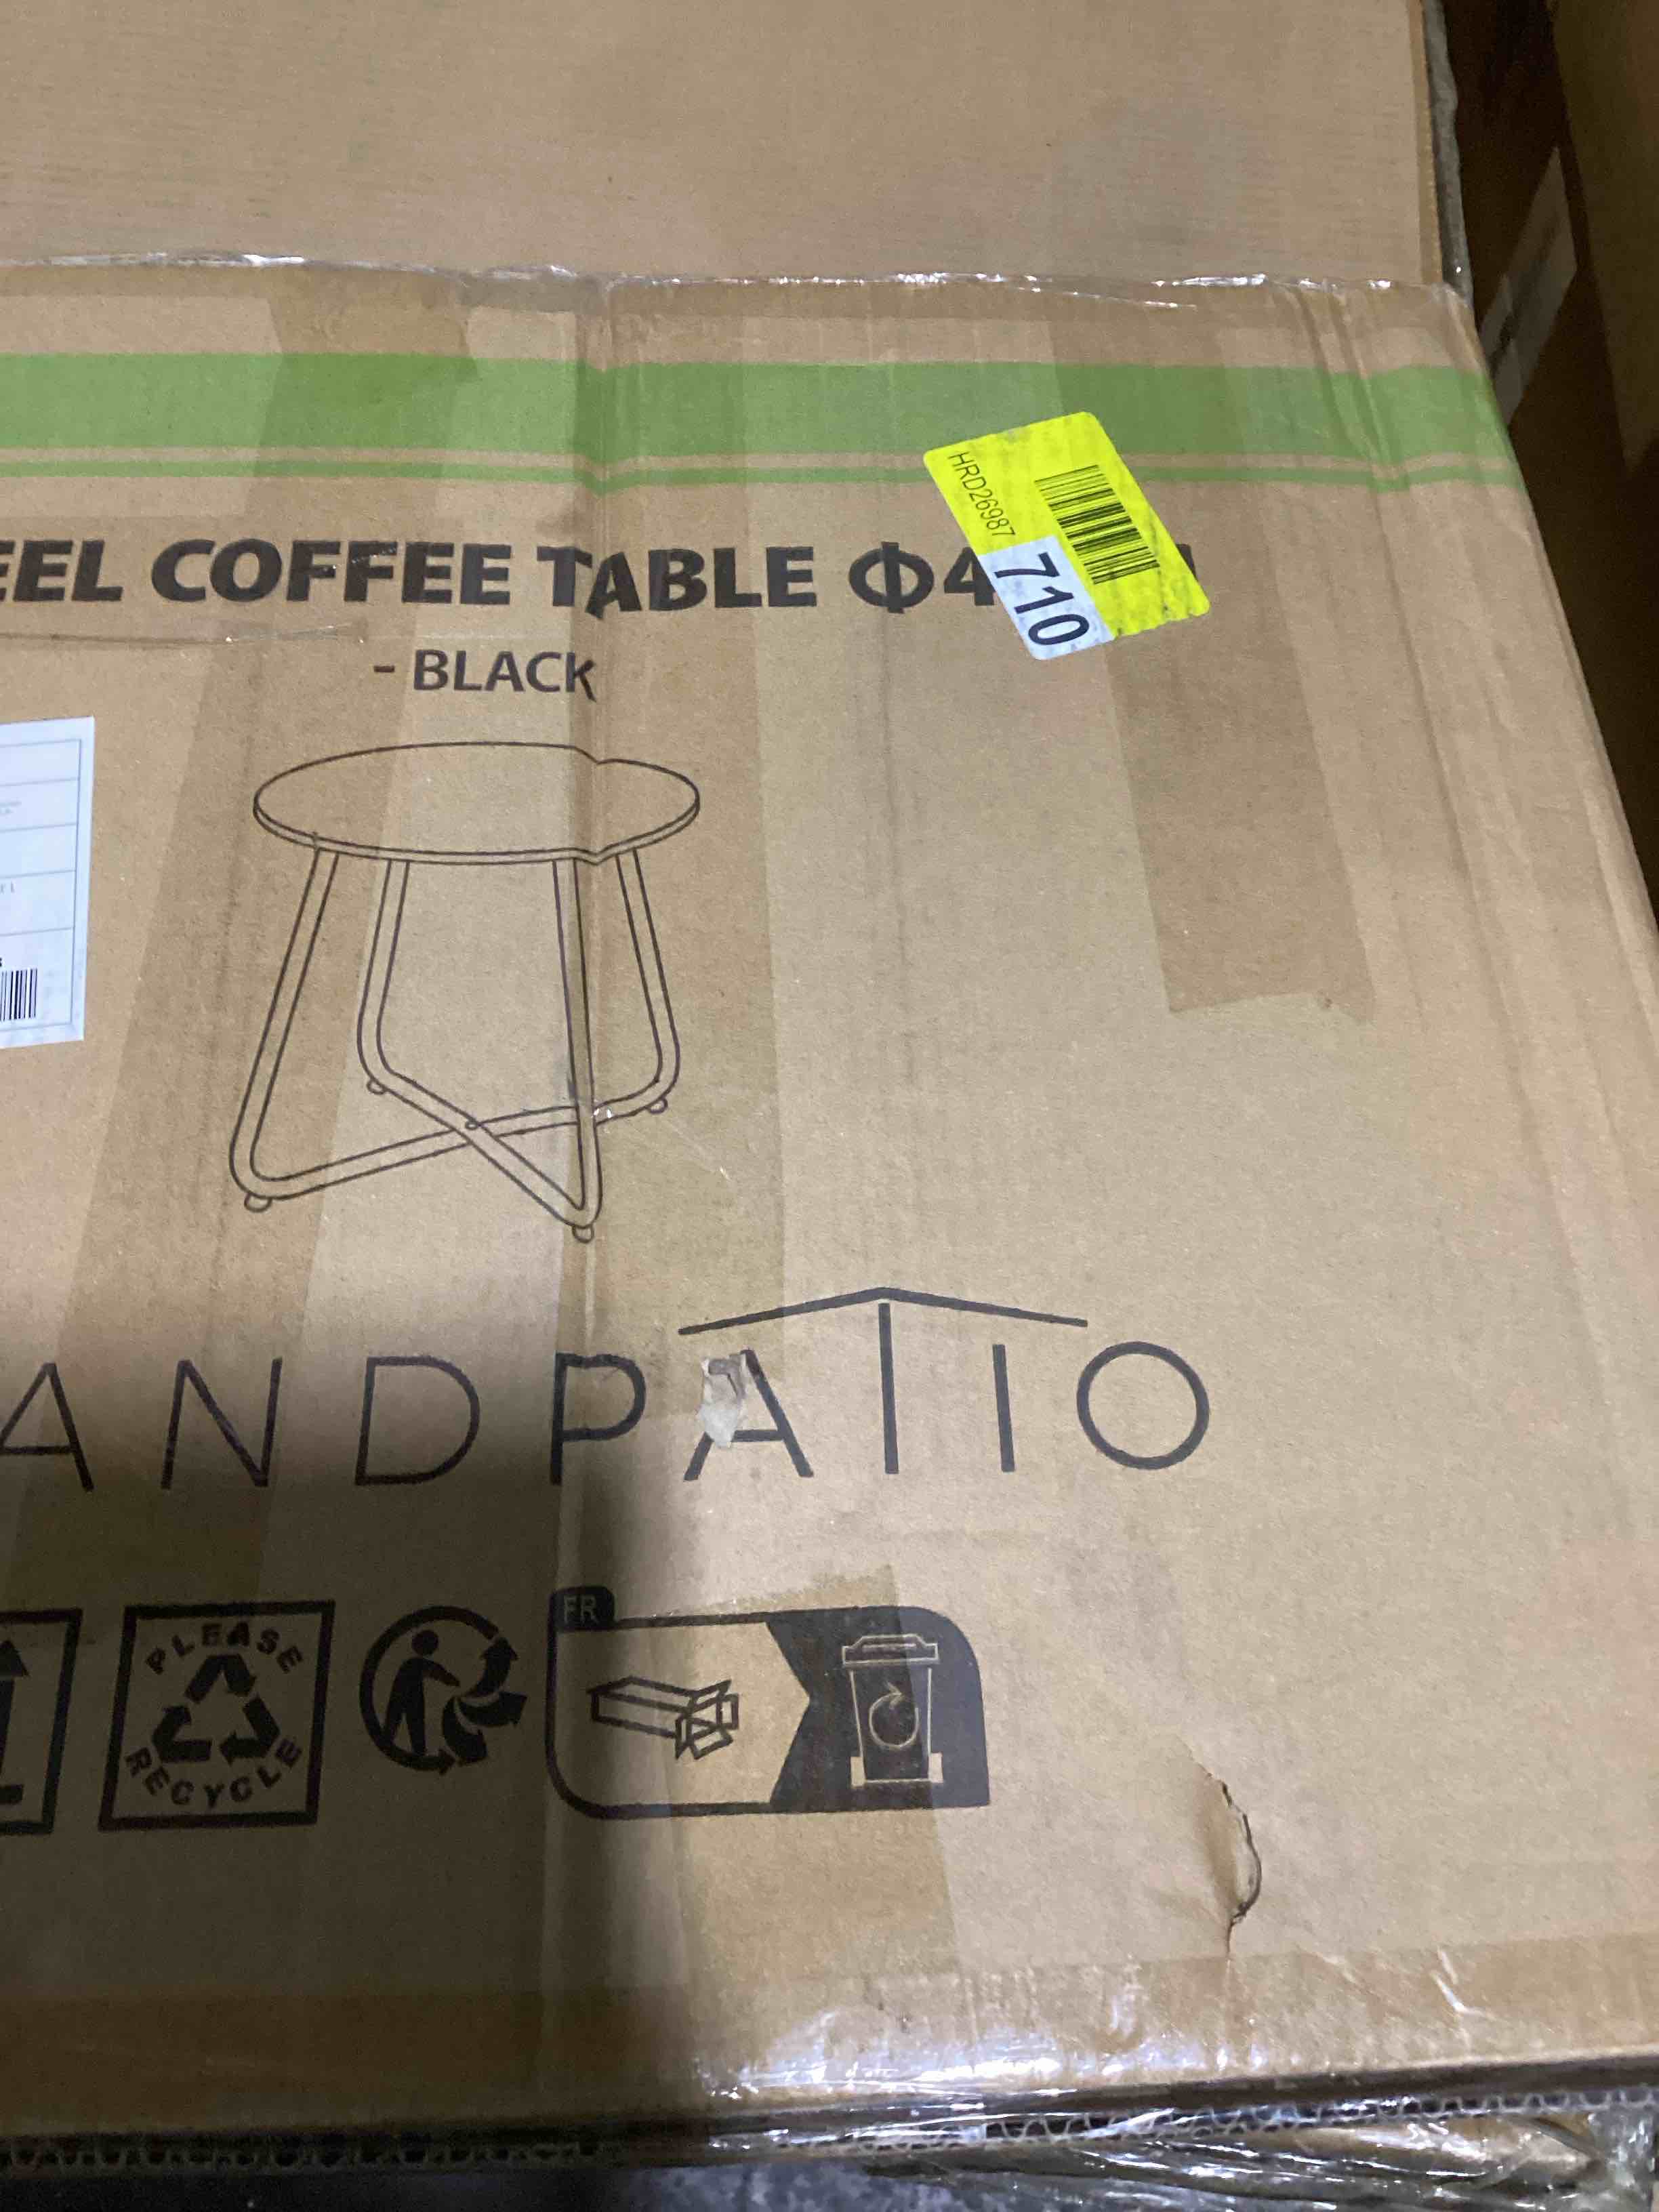 HRD26987
710
EEL COFFEE TABLE Φ4
- BLACK
ANDPATIO
PLEASE
RECYCLE
FR